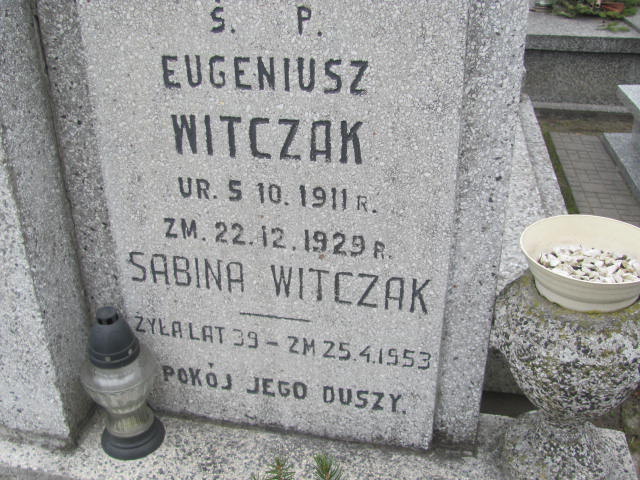 Ś. P.
EUGENIUSZ
WITCZAK
UR. 5 10. 1911 R.
ZM. 22. 12. 1929 R.
SABINA WITCZAK
ŻYŁA LAT 39 – ZM 25.4.1953
POKÓJ JEGO DUSZY.